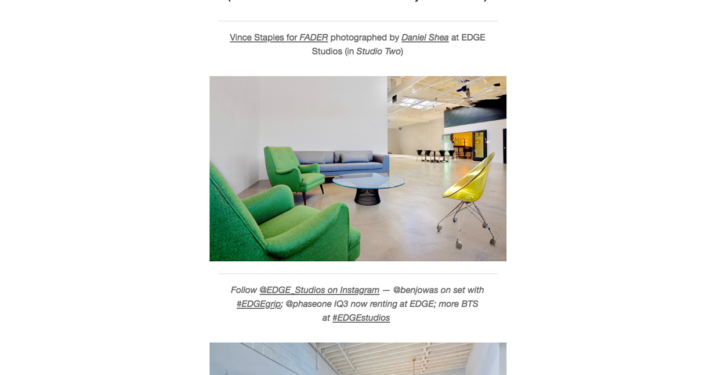 Vince Staples for FADER photographed by Daniel Shea at EDGE
Studios (in Studio Two)
Follow @EDGE_Studios on Instagram — @benjowas on set with
#EDGEgrip; @phaseone IQ3 now renting at EDGE; more BTS
at #EDGEstudios